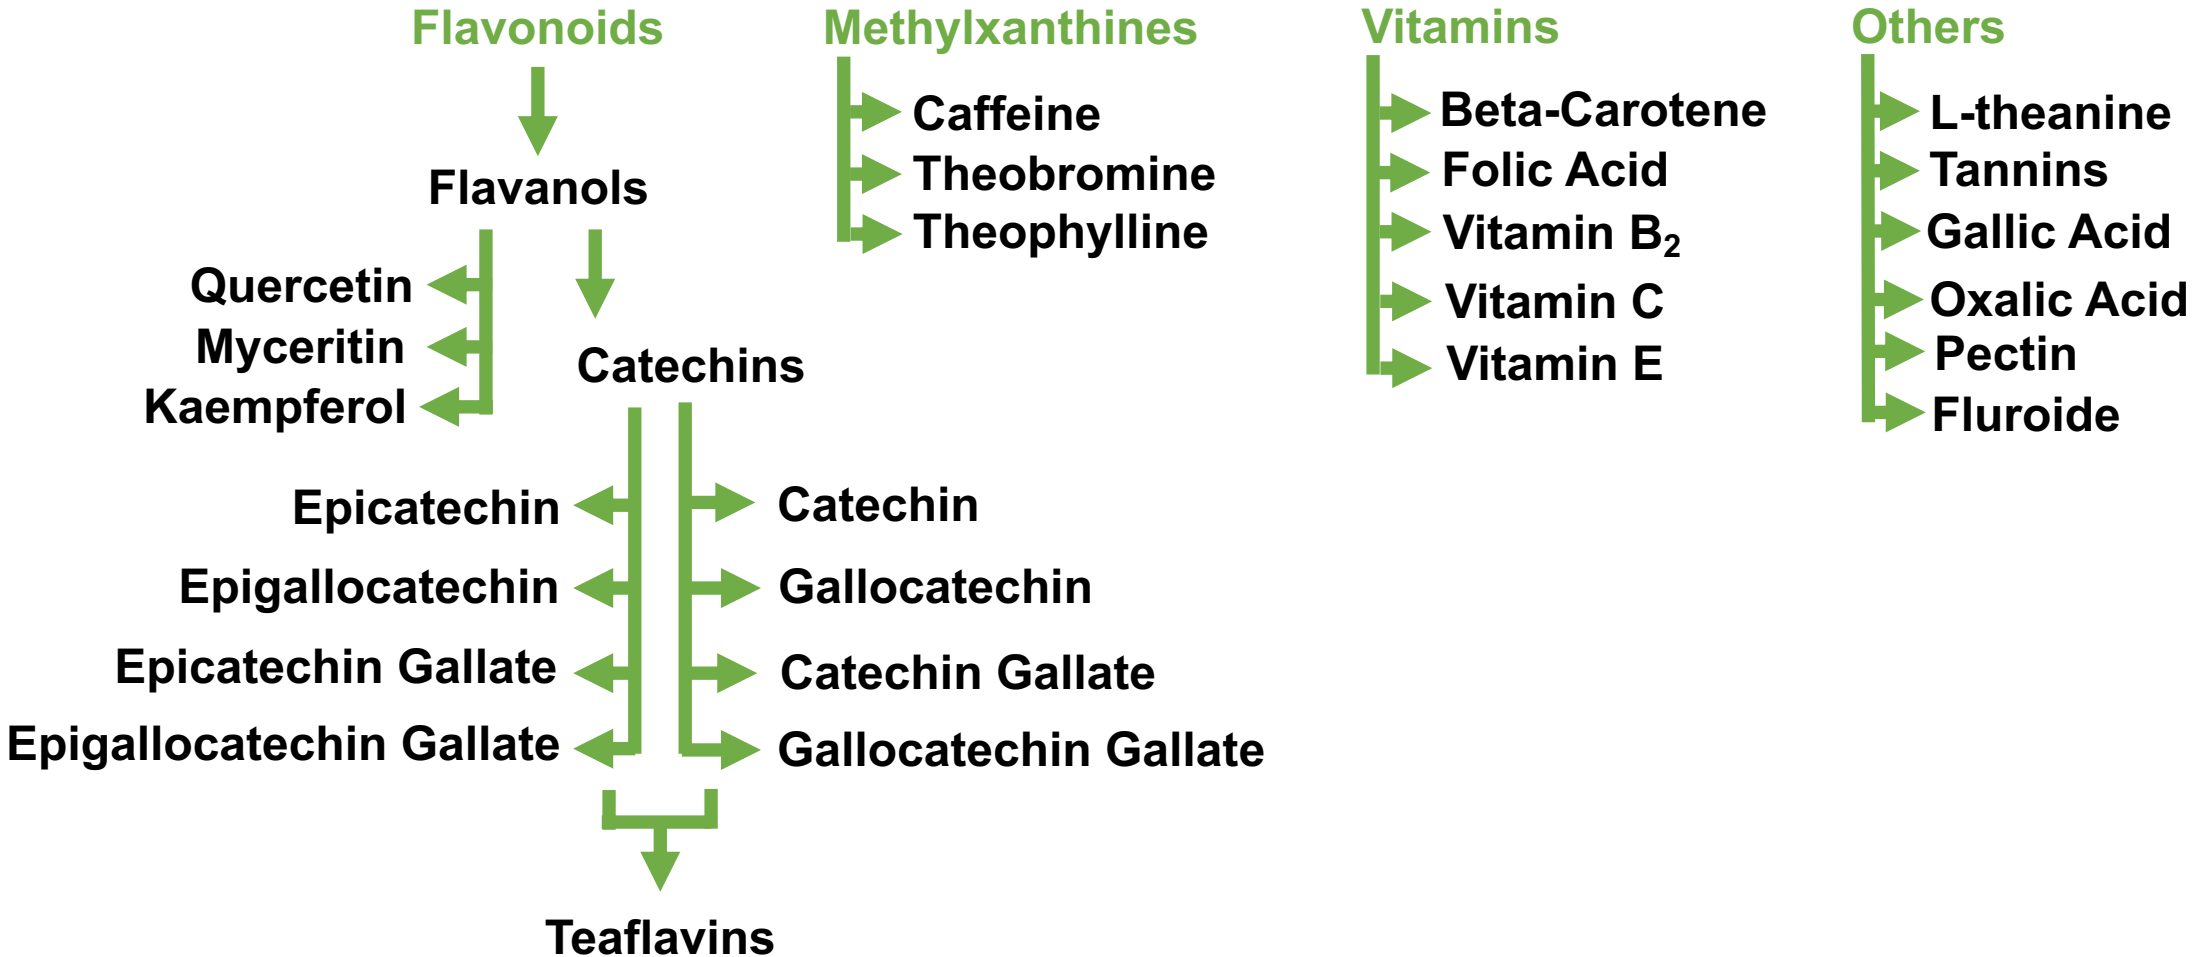 Flavonoids
Flavanols
Quercetin
Myceritin
Kaempferol
Catechins
Epicatechin
Epigallocatechin
Epicatechin Gallate
Epigallocatechin Gallate
Catechin
Gallocatechin
Catechin Gallate
Gallocatechin Gallate
Teaflavins
Methylxanthines
Caffeine
Theobromine
Theophylline
Vitamins
Beta-Carotene
Folic Acid
Vitamin B₂
Vitamin C
Vitamin E
Others
L-theanine
Tannins
Gallic Acid
Oxalic Acid
Pectin
Fluroide